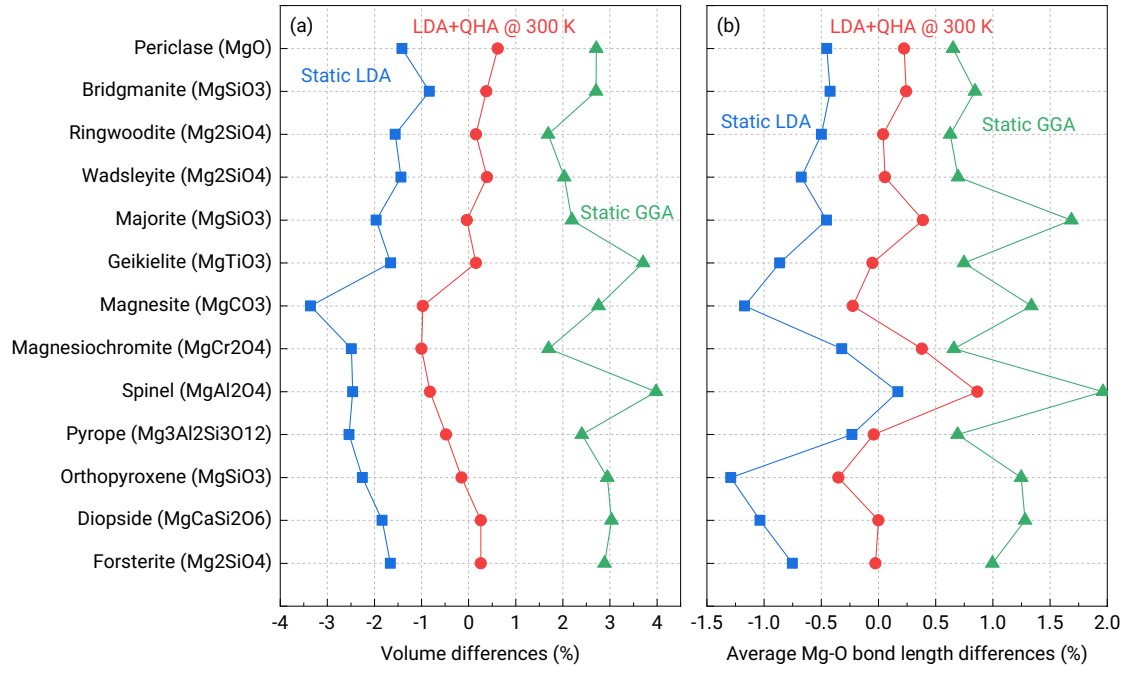 (a)
LDA+QHA @ 300 K
Static LDA
Static GGA
(b)
LDA+QHA @ 300 K
Static LDA
Static GGA
Periclase (MgO)
Bridgmanite (MgSiO3)
Ringwoodite (Mg2SiO4)
Wadsleyite (Mg2SiO4)
Majorite (MgSiO3)
Geikielite (MgTiO3)
Magnesite (MgCO3)
Magnesiochromite (MgCr2O4)
Spinel (MgAl2O4)
Pyrope (Mg3Al2Si3O12)
Orthopyroxene (MgSiO3)
Diopside (MgCaSi2O6)
Forsterite (Mg2SiO4)
-4 -3 -2 -1 0 1 2 3 4
Volume differences (%)
-1.5 -1.0 -0.5 0.0 0.5 1.0 1.5 2.0
Average Mg-O bond length differences (%)